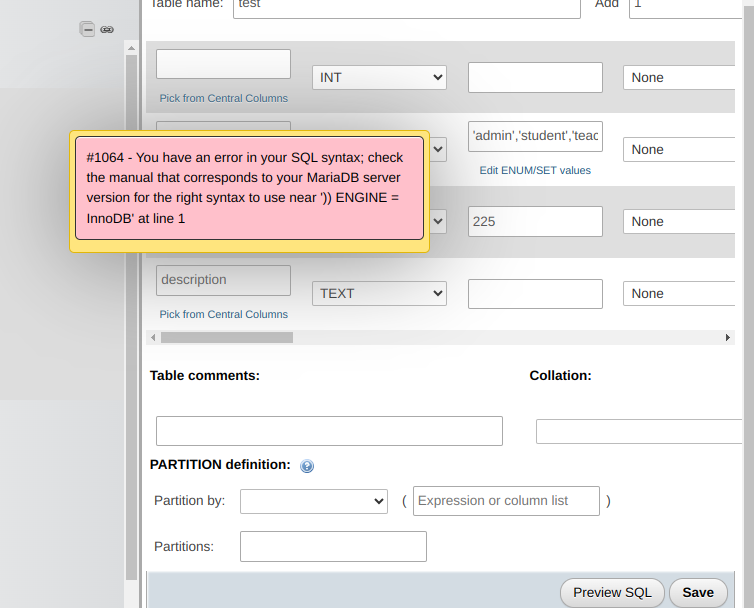 Table name: test Add 1
INT None
Pick from Central Columns
'admin','student','teac None
Edit ENUM/SET values
#1064 - You have an error in your SQL syntax; check
the manual that corresponds to your MariaDB server
version for the right syntax to use near ')) ENGINE =
InnoDB' at line 1
225 None
description TEXT None
Pick from Central Columns
Table comments: Collation:
PARTITION definition:
Partition by: ( Expression or column list )
Partitions:
Preview SQL Save